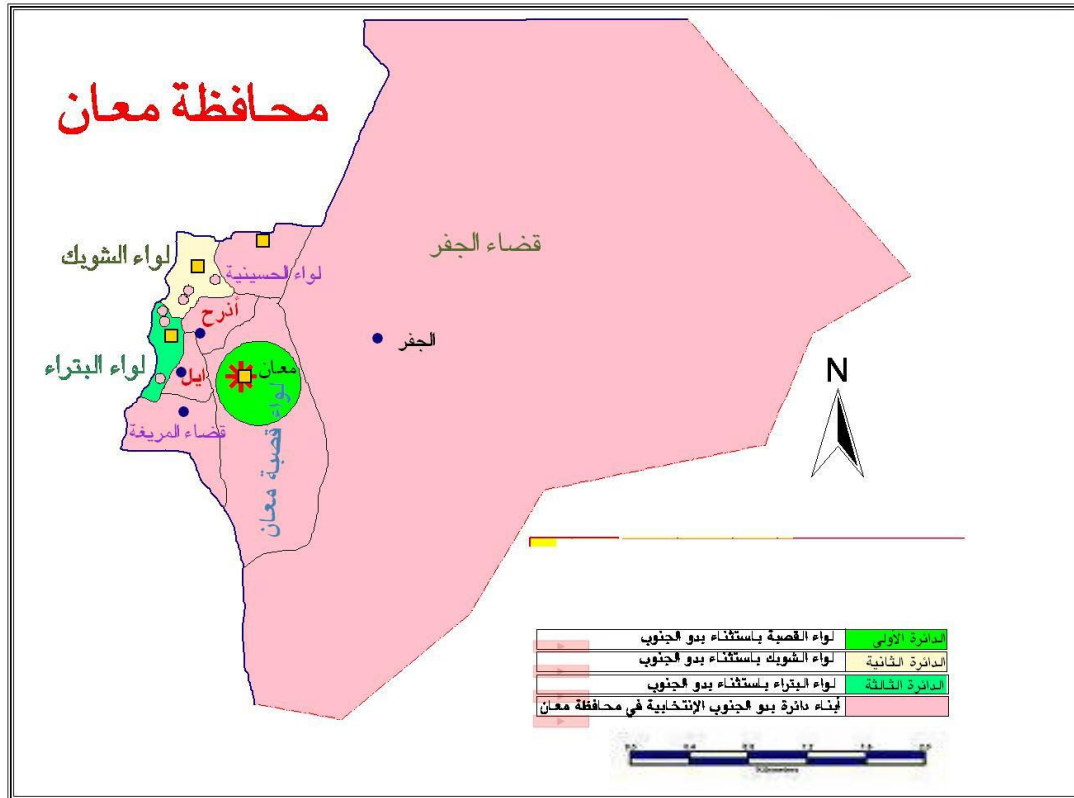 محافظة معان
لواء الشوبك
لواء الحسينية
قضاء الجفر
أذرح
الجفر
لواء البتراء
ايل
معان
قضاء المريغة
لواء قصبة معان
N
لواء القصبة باستثناء بدو الجنوب الدائرة الأولى
لواء الشوبك باستثناء بدو الجنوب الدائرة الثانية
لواء البتراء باستثناء بدو الجنوب الدائرة الثالثة
أبناء دائرة بدو الجنوب الإنتخابية في محافظة معان